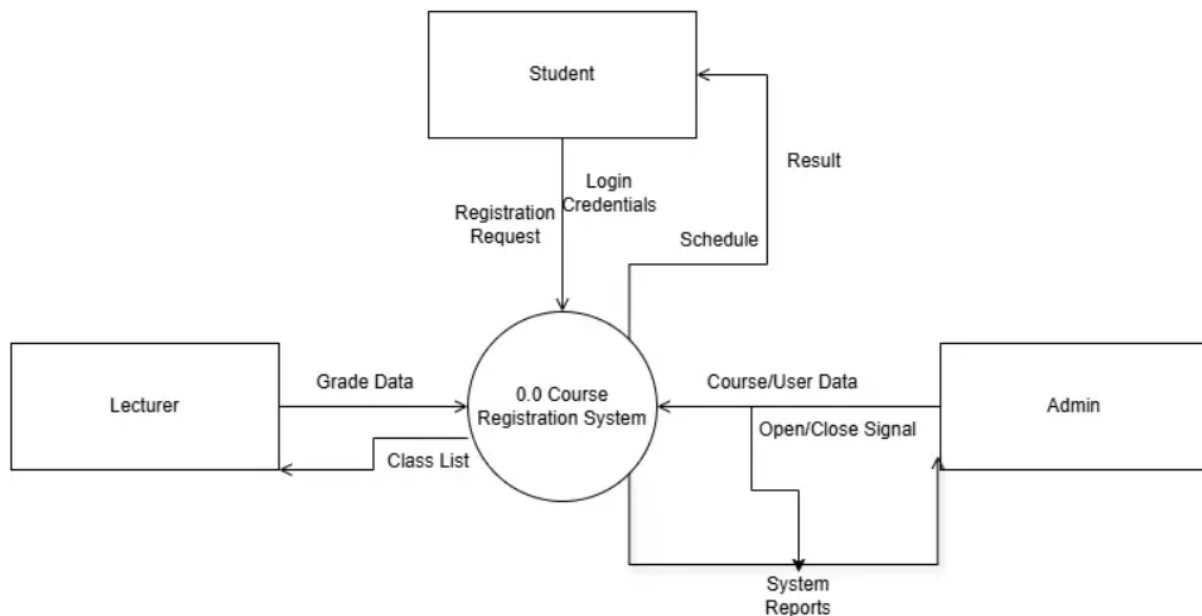 Student
Result
Login
Credentials
Registration
Request
Schedule
Lecturer
Grade Data
0.0 Course
Registration System
Course/User Data
Admin
Open/Close Signal
Class List
System
Reports